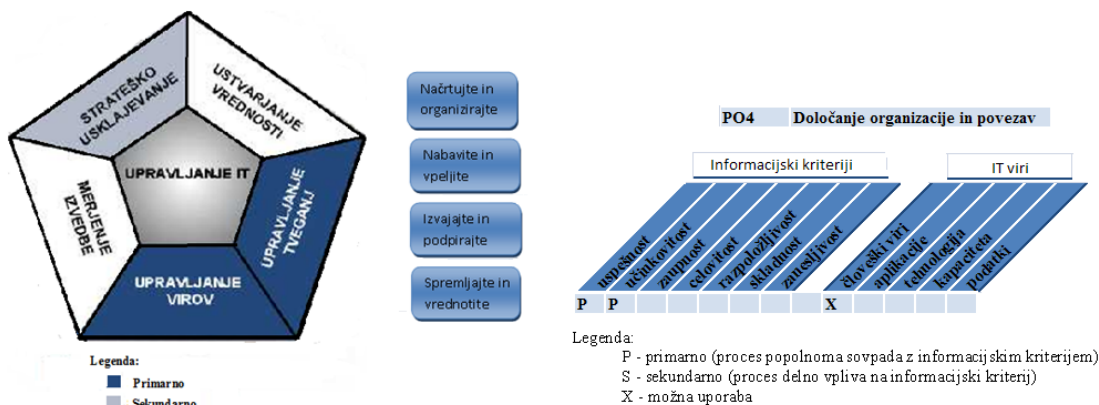 STRATEŠKO
USKLAJEVANJE
USTVARJANJE
VREDNOSTI
UPRAVLJANJE IT
MERJENJE
IZVEDBE
UPRAVLJANJE
TVEGANJ
UPRAVLJANJE
VIROV
Legenda:
Primarno
Sekundarno
Načrtujte in
organizirajte
Nabavite in
vpeljite
Izvajajte in
podpirajte
Spremljajte in
vrednotite
PO4 Določanje organizacije in povezav
Informacijski kriteriji
IT viri
uspešnost
učinkovitost
zaupnost
celovitost
razpoložljivost
skladnost
zanesljivost
človeški viri
aplikacije
tehnologija
kapaciteta
podatki
P P X
Legenda:
P - primarno (proces popolnoma sovpada z informacijskim kriterijem)
S - sekundarno (proces delno vpliva na informacijski kriterij)
X - možna uporaba